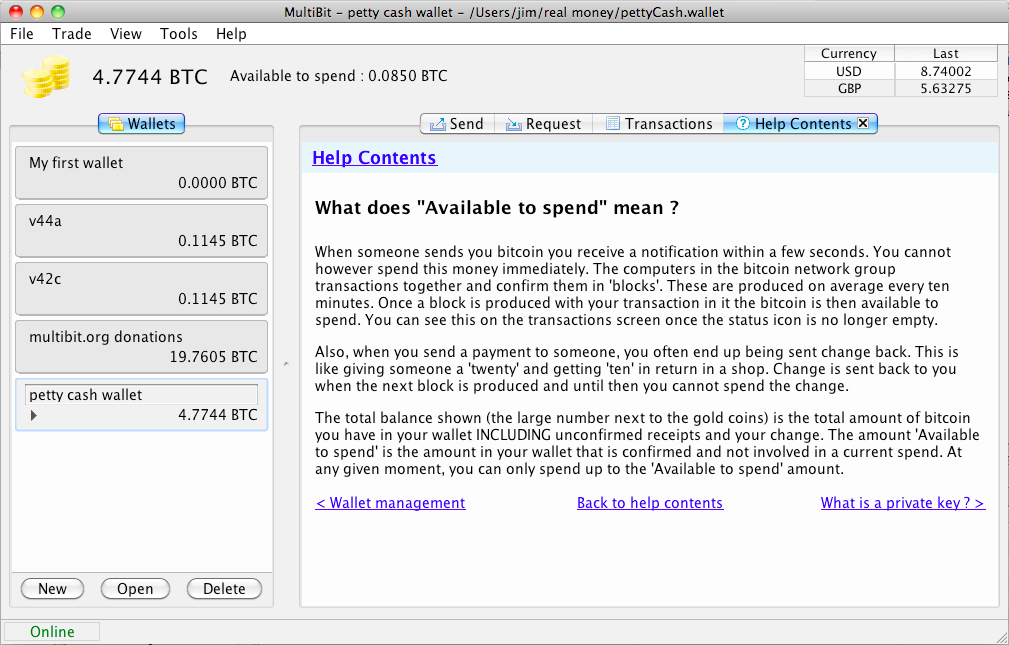 MultiBit - petty cash wallet - /Users/jim/real money/pettyCash.wallet
File Trade View Tools Help
4.7744 BTC Available to spend : 0.0850 BTC
Currency Last
USD 8.74002
GBP 5.63275
Wallets
My first wallet
0.0000 BTC
v44a
0.1145 BTC
v42c
0.1145 BTC
multibit.org donations
19.7605 BTC
petty cash wallet
4.7744 BTC
New Open Delete
Send Request Transactions Help Contents
Help Contents
What does "Available to spend" mean ?
When someone sends you bitcoin you receive a notification within a few seconds. You cannot
however spend this money immediately. The computers in the bitcoin network group
transactions together and confirm them in 'blocks'. These are produced on average every ten
minutes. Once a block is produced with your transaction in it the bitcoin is then available to
spend. You can see this on the transactions screen once the status icon is no longer empty.
Also, when you send a payment to someone, you often end up being sent change back. This is
like giving someone a 'twenty' and getting 'ten' in return in a shop. Change is sent back to you
when the next block is produced and until then you cannot spend the change.
The total balance shown (the large number next to the gold coins) is the total amount of bitcoin
you have in your wallet INCLUDING unconfirmed receipts and your change. The amount 'Available
to spend' is the amount in your wallet that is confirmed and not involved in a current spend. At
any given moment, you can only spend up to the 'Available to spend' amount.
< Wallet management Back to help contents What is a private key ? >
Online